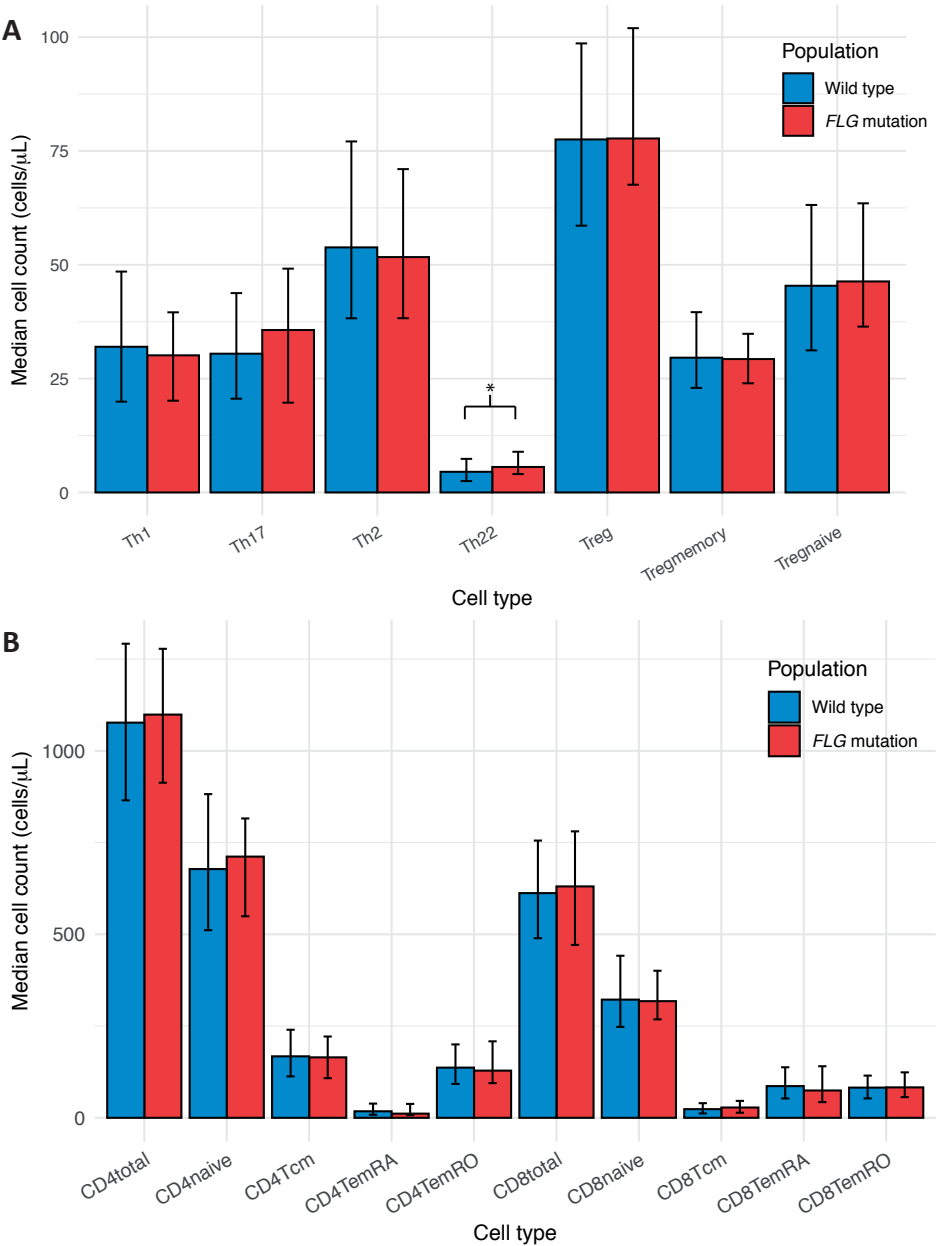 A
Median cell count (cells/μL)
100
75
50
25
0
Population
Wild type
FLG mutation
*
Th1
Th17
Th2
Th22
Treg
Tregmemory
Tregnaive
Cell type
B
Median cell count (cells/μL)
1000
500
0
Population
Wild type
FLG mutation
CD4total
CD4naive
CD4Tcm
CD4TemRA
CD4TemRO
CD8total
CD8naive
CD8Tcm
CD8TemRA
CD8TemRO
Cell type